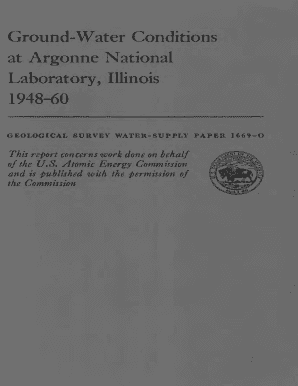 Ground-Water Conditions
at Argonne National
Laboratory, Illinois
1948-60
GEOLOGICAL SURVEY WATER-SUPPLY PAPER 1669-O
This report concerns work done on behalf
of the U.S. Atomic Energy Commission
and is published with the permission of
the Commission